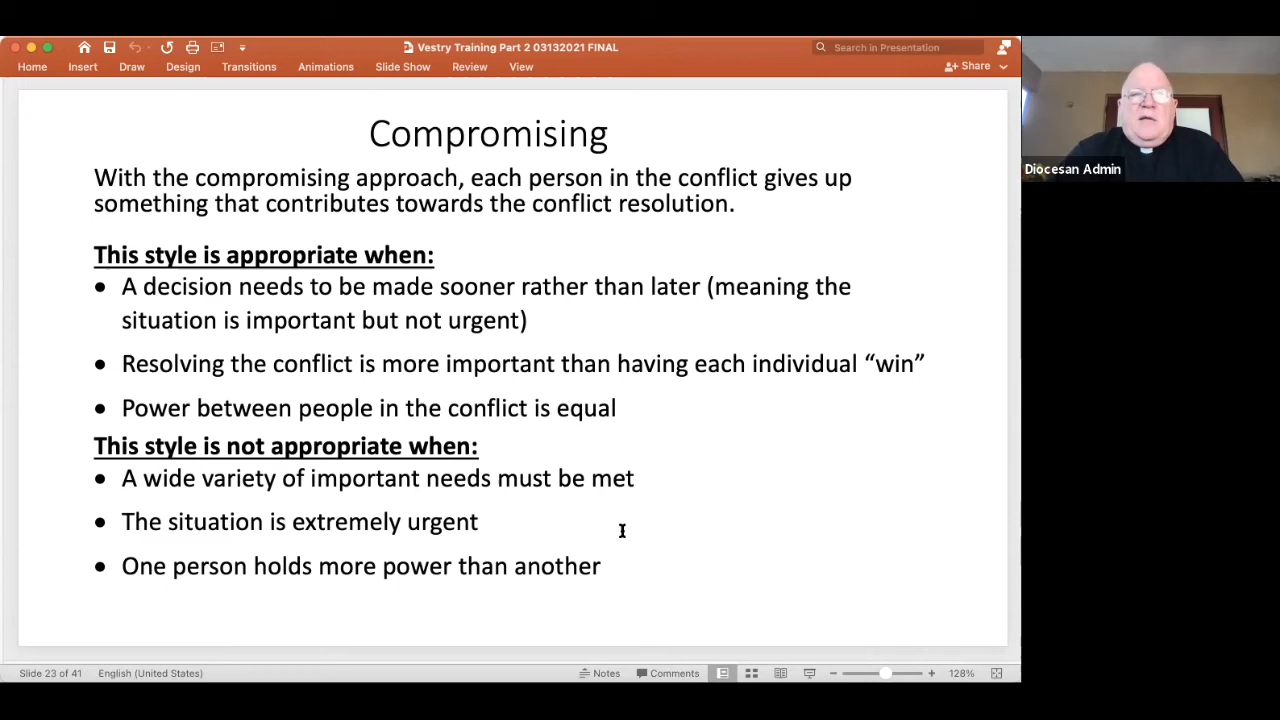 Vestry Training Part 2 03132021 FINAL
Search in Presentation
Home Insert Draw Design Transitions Animations Slide Show Review View Share
Compromising
With the compromising approach, each person in the conflict gives up
something that contributes towards the conflict resolution.
This style is appropriate when:
• A decision needs to be made sooner rather than later (meaning the
situation is important but not urgent)
• Resolving the conflict is more important than having each individual “win”
• Power between people in the conflict is equal
This style is not appropriate when:
• A wide variety of important needs must be met
• The situation is extremely urgent
• One person holds more power than another
Diocesan Admin
Slide 23 of 41 English (United States) Notes Comments 128%